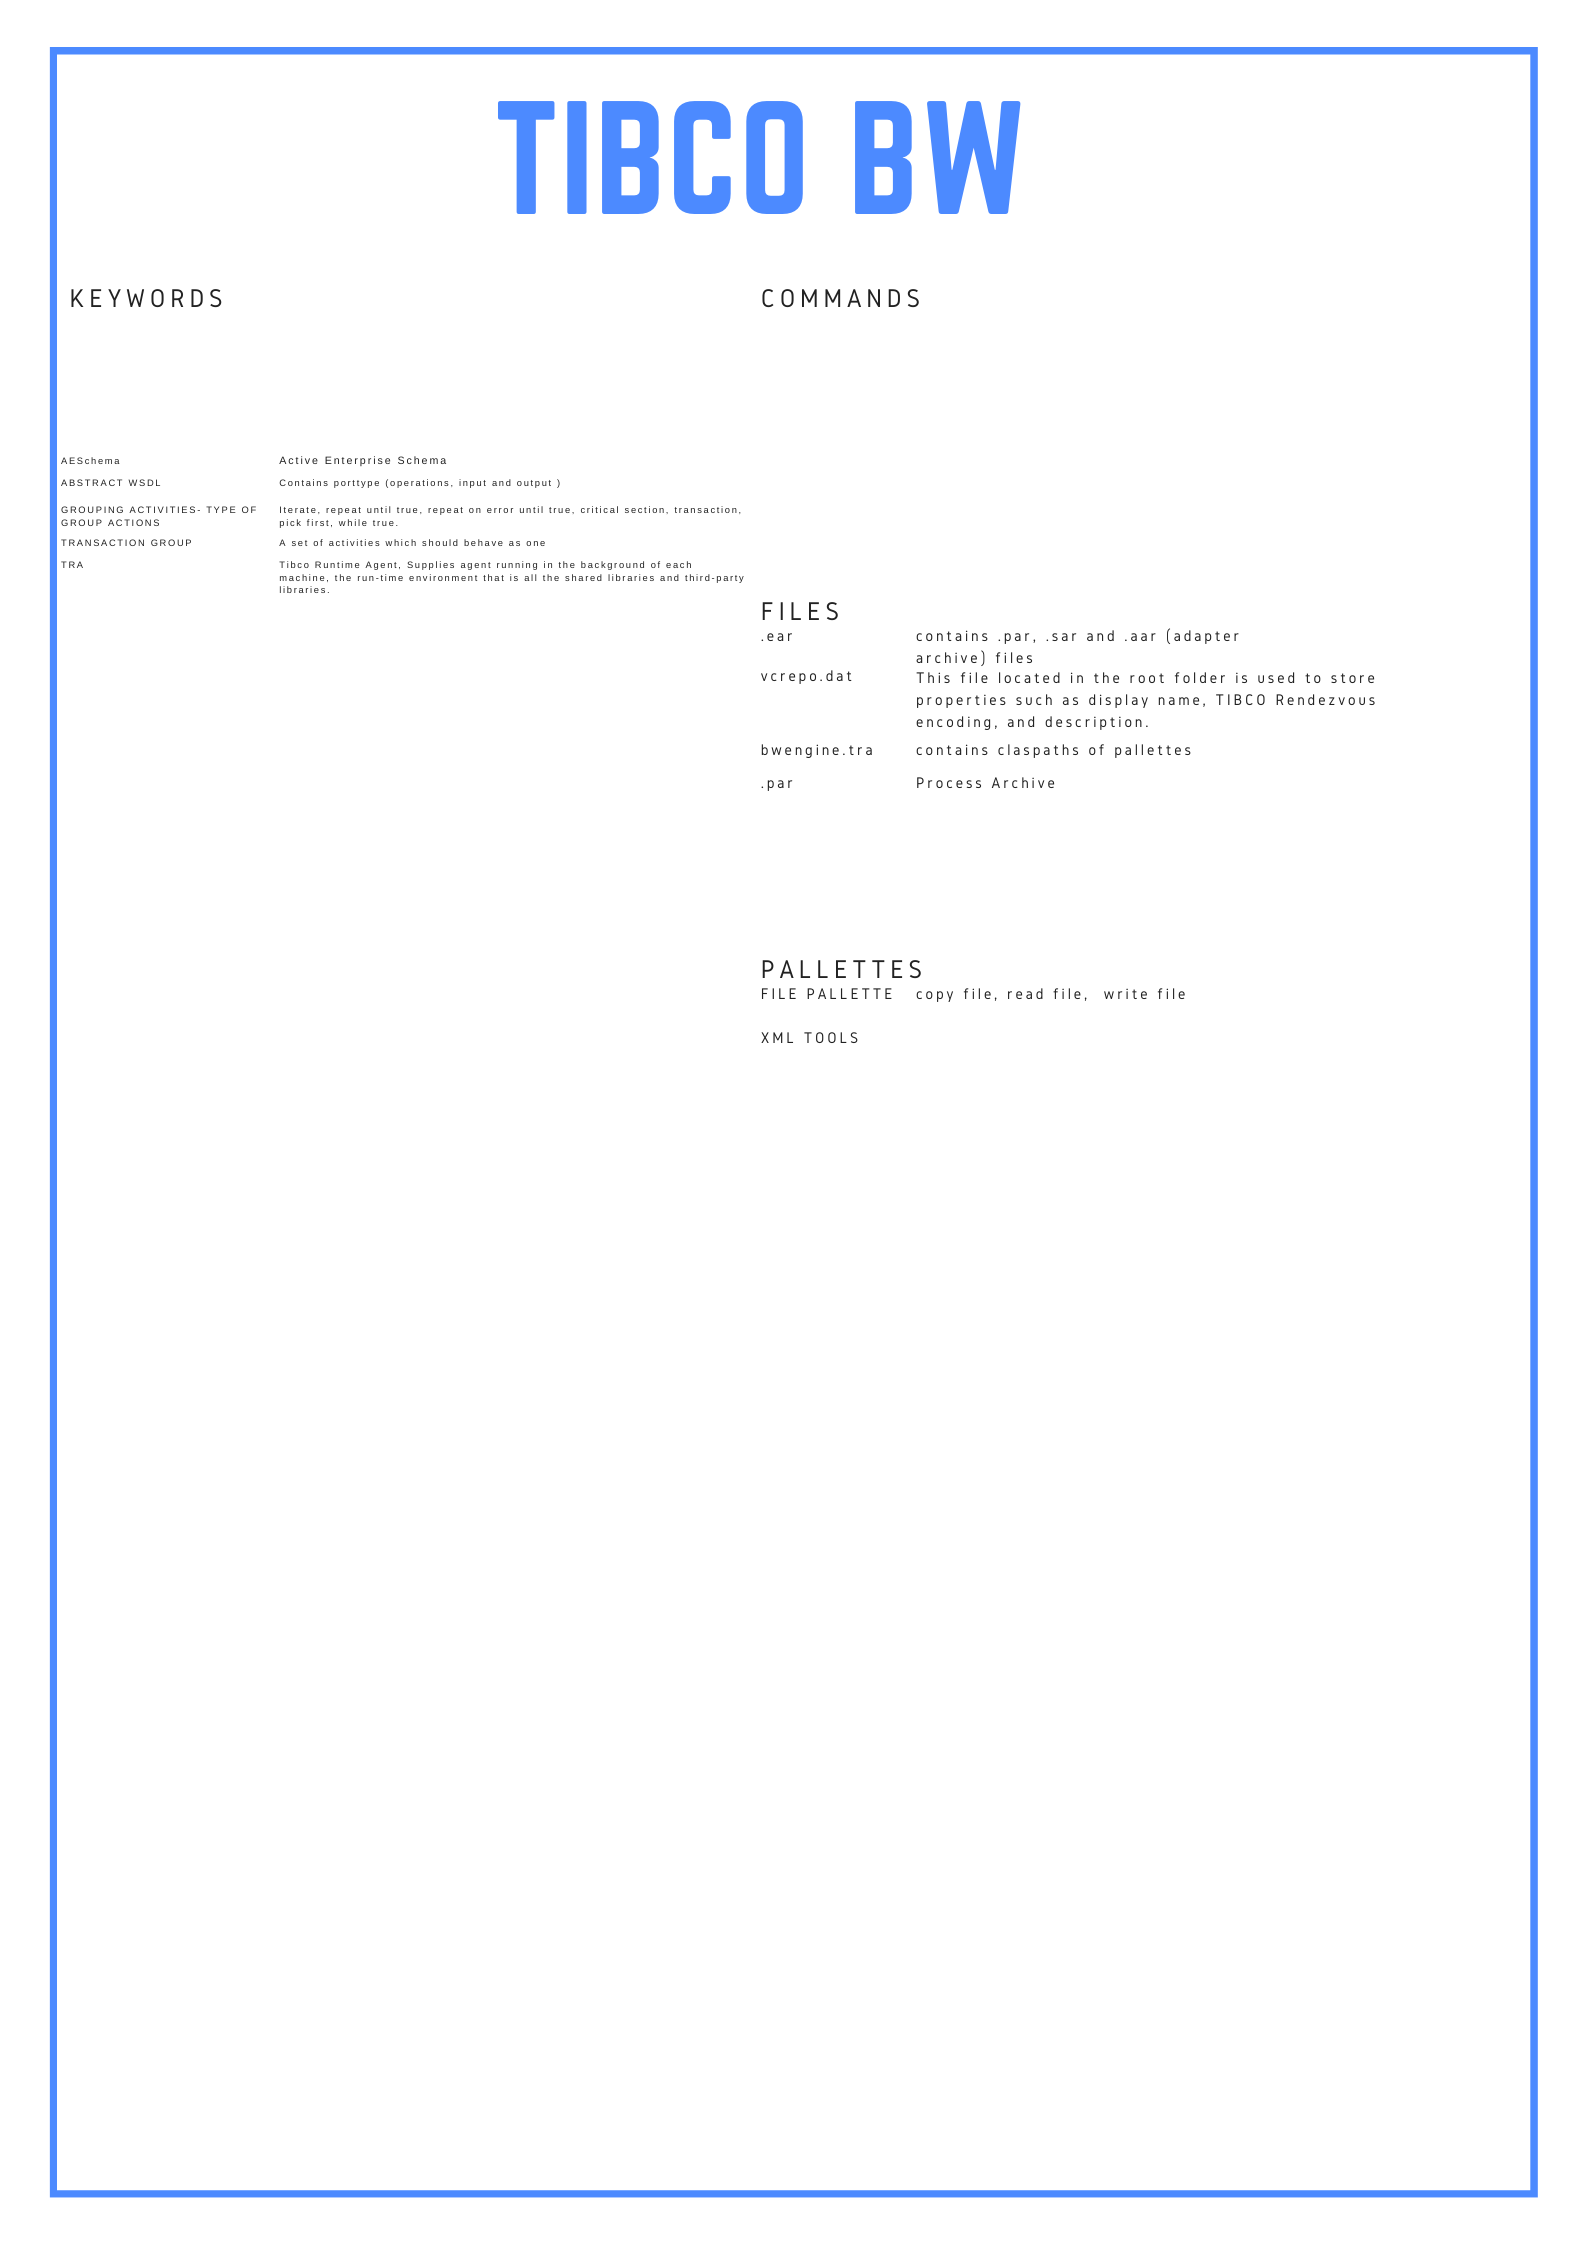 TIBCO BW
KEYWORDS
AESchema Active Enterprise Schema
ABSTRACT WSDL Contains porttype (operations, input and output )
GROUPING ACTIVITIES- TYPE OF Iterate, repeat until true, repeat on error until true, critical section, transaction,
GROUP ACTIONS pick first, while true.
TRANSACTION GROUP A set of activities which should behave as one
TRA Tibco Runtime Agent, Supplies agent running in the background of each
machine, the run-time environment that is all the shared libraries and third-party
libraries.
COMMANDS
FILES
.ear contains .par, .sar and .aar (adapter
archive) files
vcrepo.dat This file located in the root folder is used to store
properties such as display name, TIBCO Rendezvous
encoding, and description.
bwengine.tra contains claspaths of pallettes
.par Process Archive
PALLETTES
FILE PALLETTE copy file, read file, write file
XML TOOLS